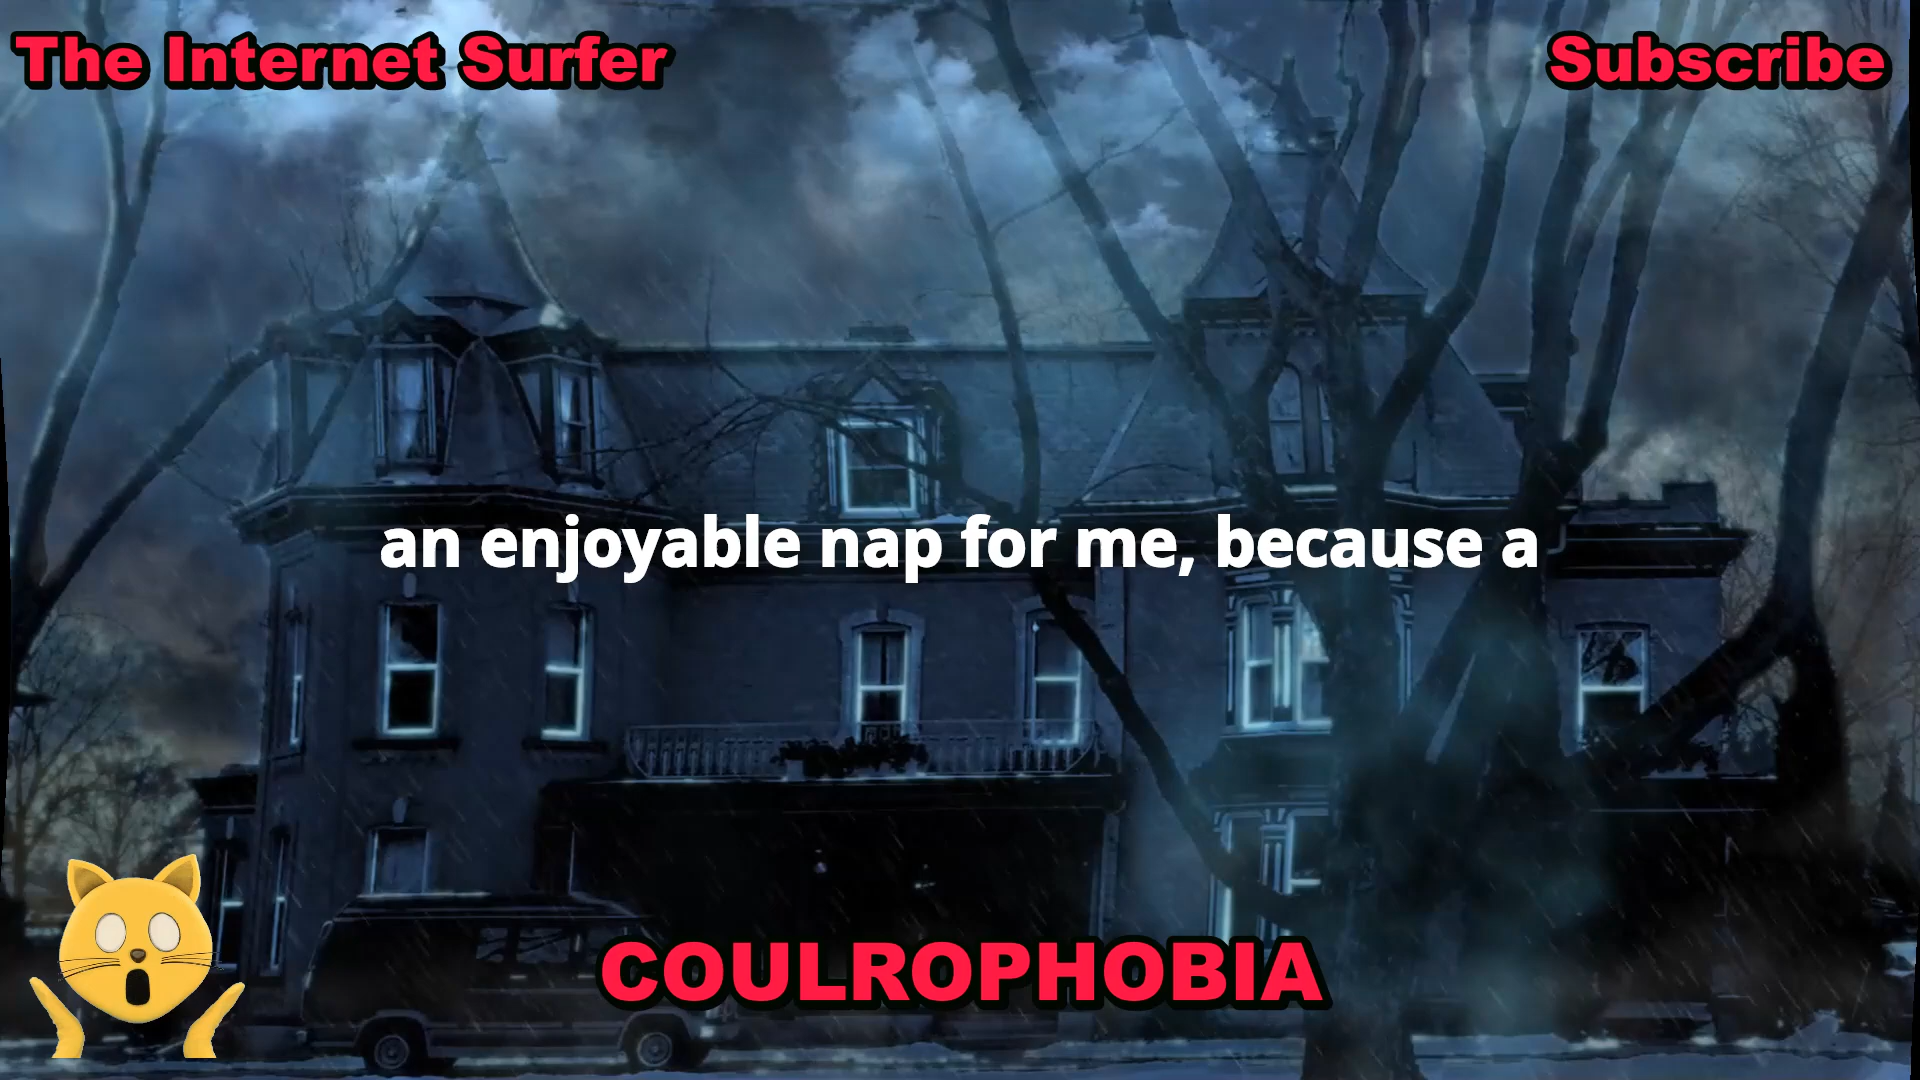 The Internet Surfer
Subscribe
an enjoyable nap for me, because a
COULROPHOBIA